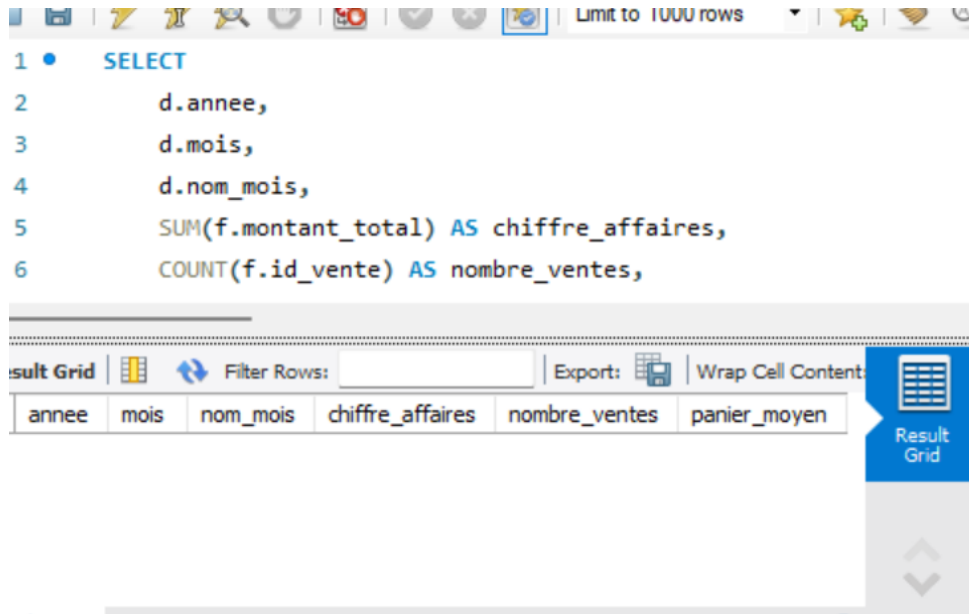 Limit to 1000 rows
1 SELECT
2 d.annee,
3 d.mois,
4 d.nom_mois,
5 SUM(f.montant_total) AS chiffre_affaires,
6 COUNT(f.id_vente) AS nombre_ventes,
sult Grid Filter Rows: Export: Wrap Cell Content:
annee mois nom_mois chiffre_affaires nombre_ventes panier_moyen
Result
Grid